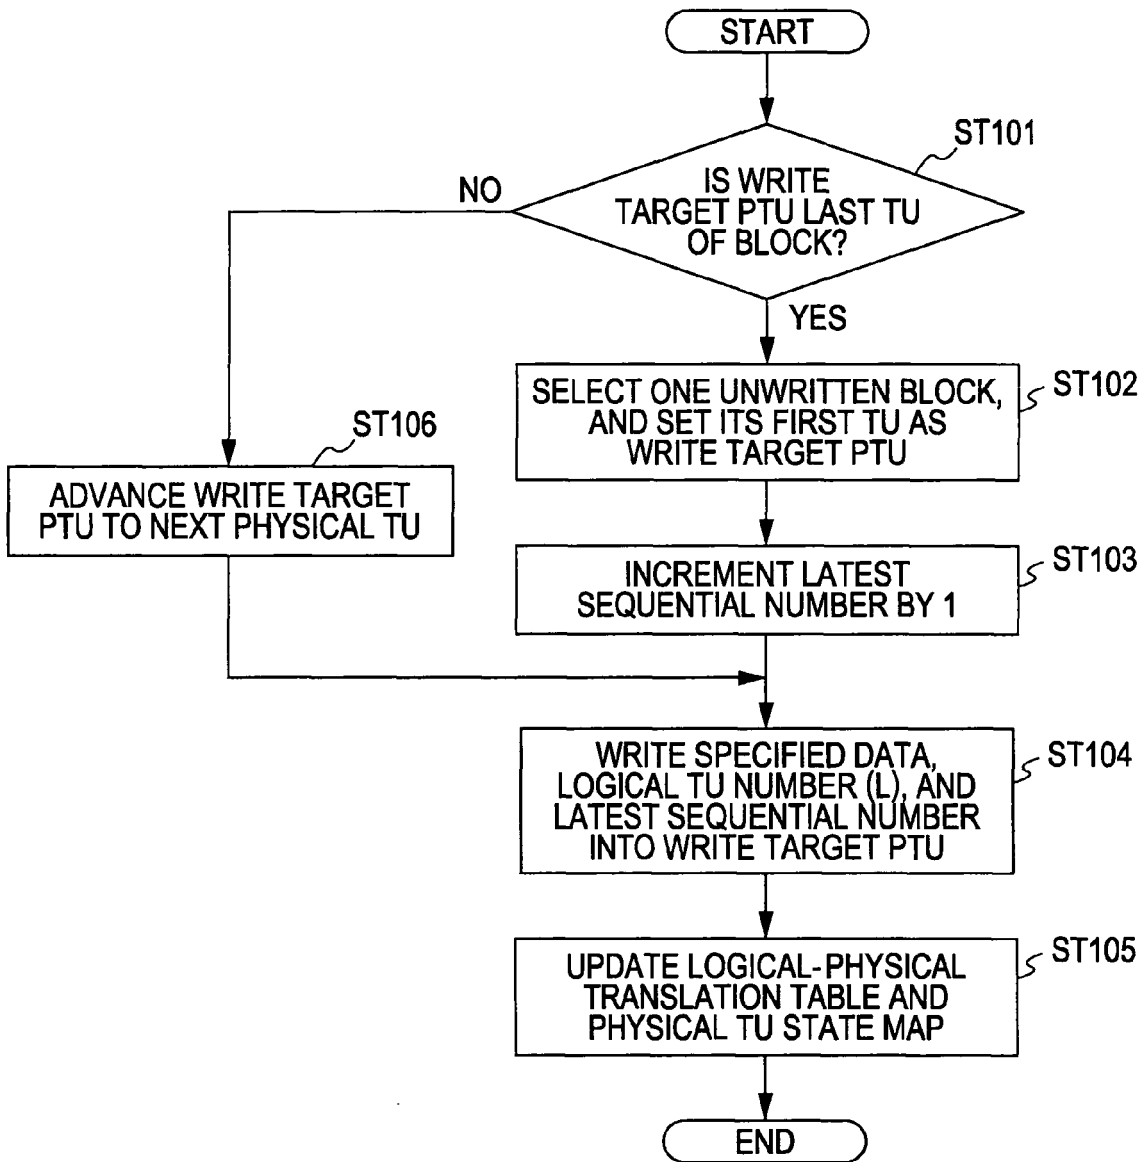 START
ST101
IS WRITE
TARGET PTU LAST TU
OF BLOCK?
NO
YES
SELECT ONE UNWRITTEN BLOCK,
AND SET ITS FIRST TU AS
WRITE TARGET PTU
ST102
ST106
ADVANCE WRITE TARGET
PTU TO NEXT PHYSICAL TU
INCREMENT LATEST
SEQUENTIAL NUMBER BY 1
ST103
WRITE SPECIFIED DATA,
LOGICAL TU NUMBER (L), AND
LATEST SEQUENTIAL NUMBER
INTO WRITE TARGET PTU
ST104
UPDATE LOGICAL-PHYSICAL
TRANSLATION TABLE AND
PHYSICAL TU STATE MAP
ST105
END